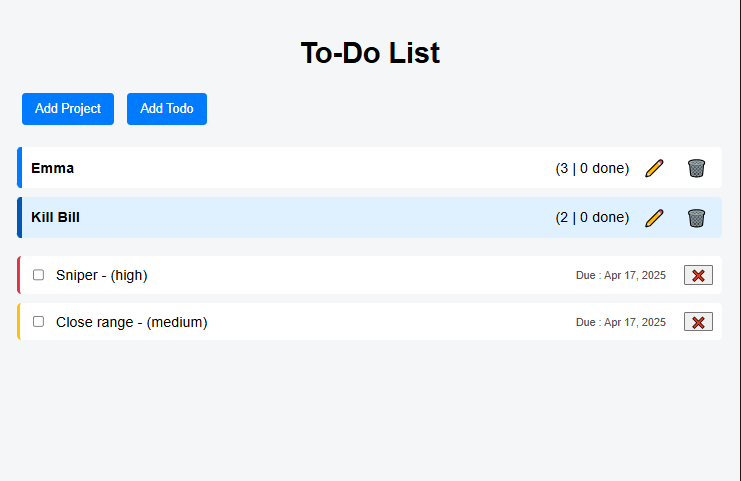 To-Do List
Add Project Add Todo
Emma (3 | 0 done)
Kill Bill (2 | 0 done)
Sniper - (high) Due : Apr 17, 2025
Close range - (medium) Due : Apr 17, 2025